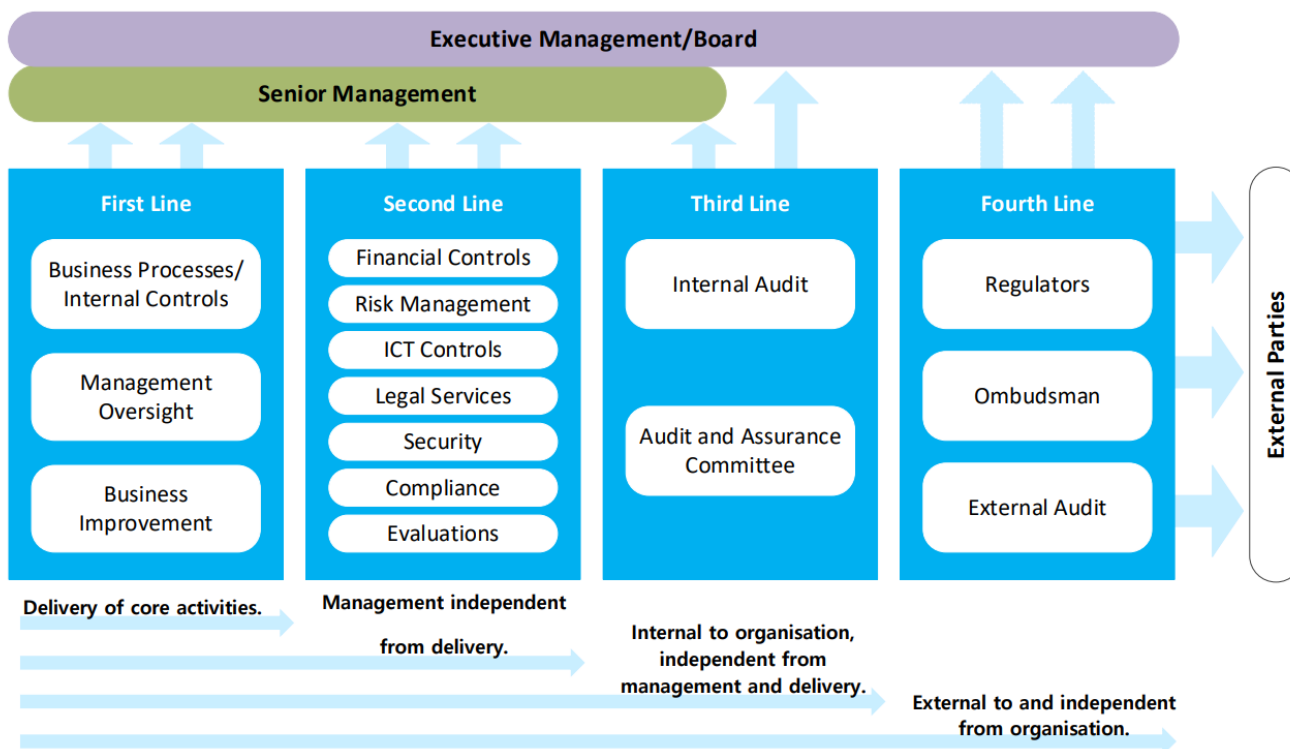 Executive Management/Board
Senior Management
First Line
Business Processes/
Internal Controls
Management
Oversight
Business
Improvement
Delivery of core activities.
Second Line
Financial Controls
Risk Management
ICT Controls
Legal Services
Security
Compliance
Evaluations
Management independent
from delivery.
Third Line
Internal Audit
Audit and Assurance
Committee
Internal to organisation,
independent from
management and delivery.
Fourth Line
Regulators
Ombudsman
External Audit
External to and independent
from organisation.
External Parties